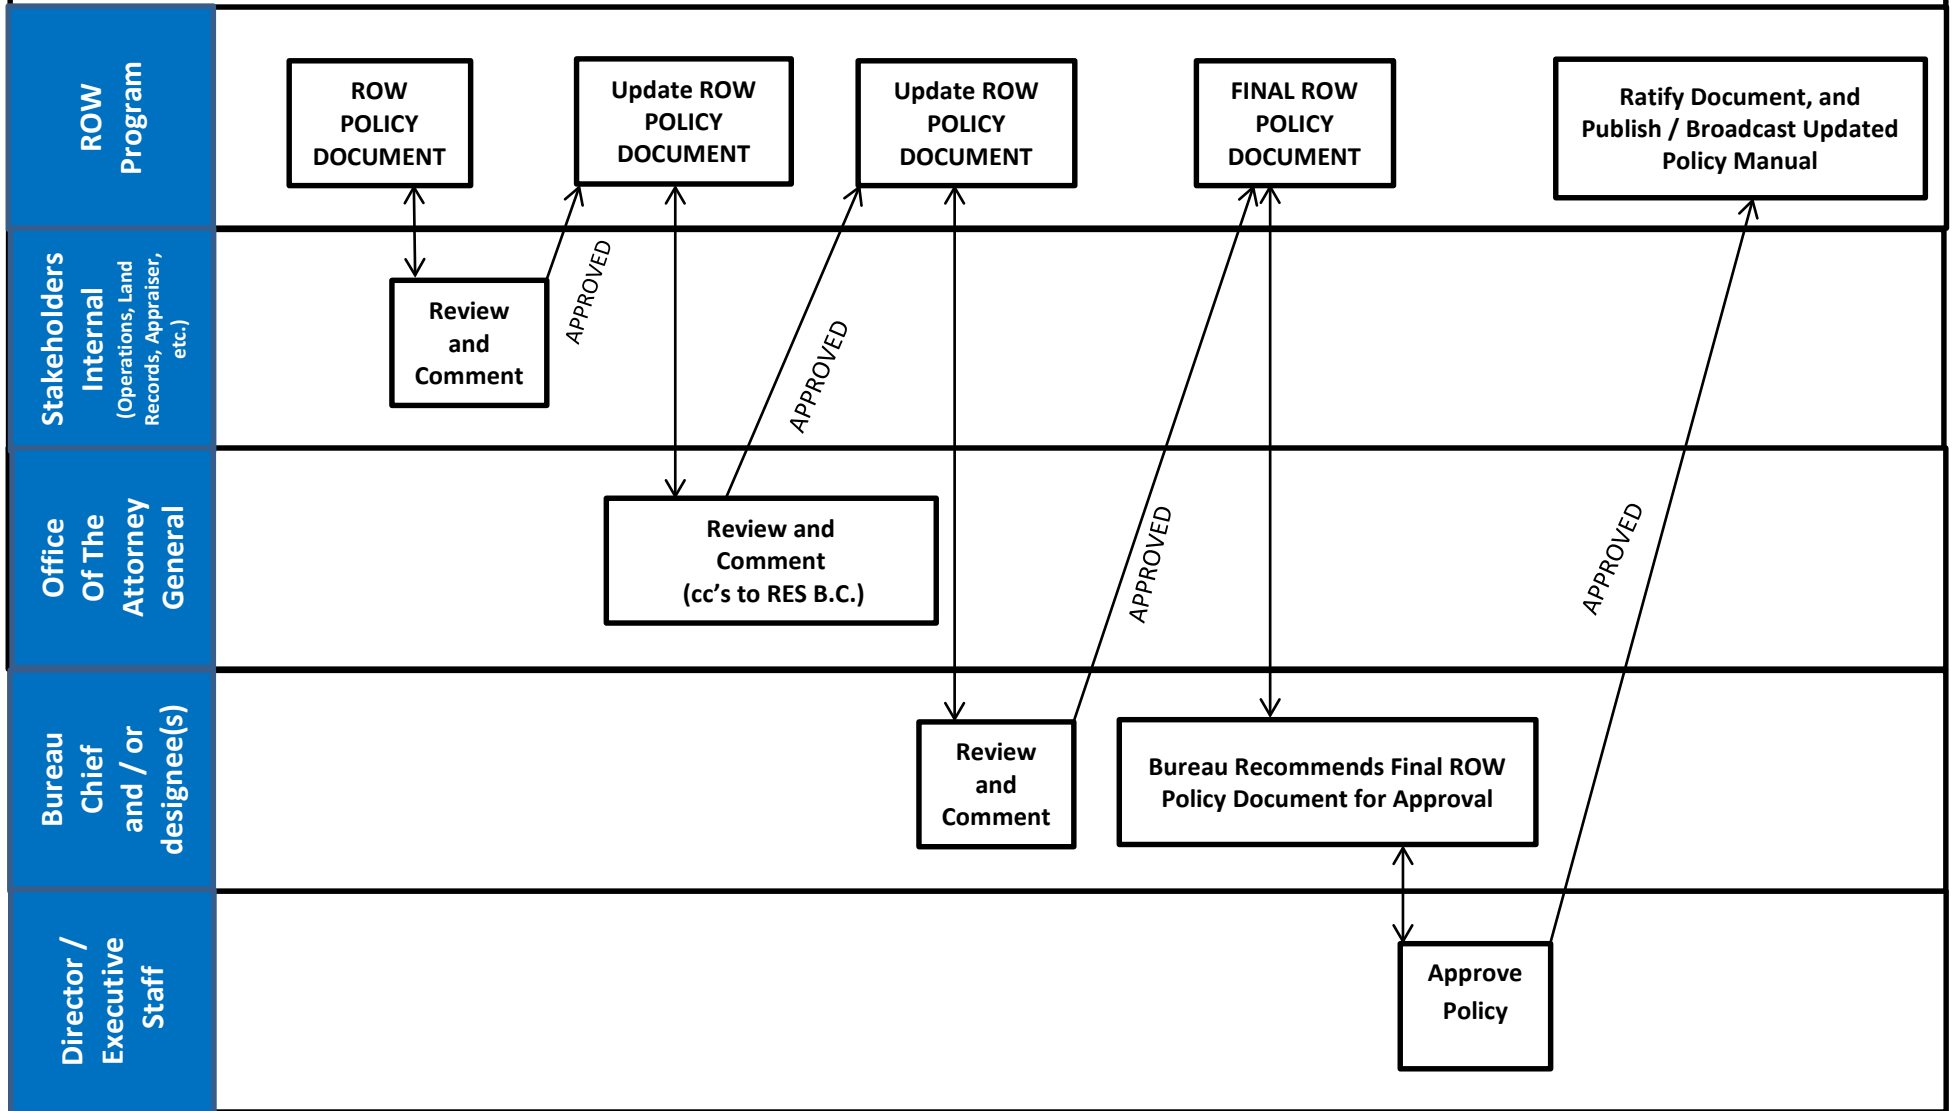 ROW
Program
ROW
POLICY
DOCUMENT
Update ROW
POLICY
DOCUMENT
Update ROW
POLICY
DOCUMENT
FINAL ROW
POLICY
DOCUMENT
Ratify Document, and
Publish / Broadcast Updated
Policy Manual
Stakeholders
Internal
(Operations, Land
Records, Appraiser,
etc.)
Review
and
Comment
APPROVED
APPROVED
Office
Of The
Attorney
General
Review and
Comment
(cc's to RES B.C.)
APPROVED
APPROVED
Bureau
Chief
and / or
designee(s)
Review
and
Comment
Bureau Recommends Final ROW
Policy Document for Approval
Director /
Executive
Staff
Approve
Policy